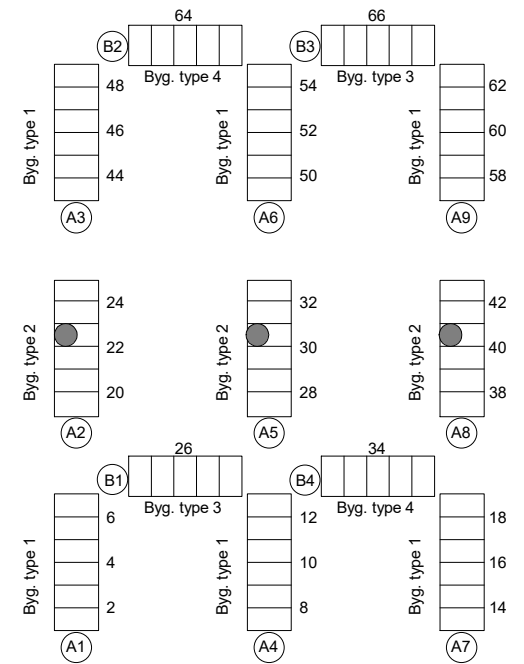 64
66
B2
B3
Byg. type 4
Byg. type 3
Byg. type 1
48
46
44
A3
Byg. type 1
54
52
50
A6
Byg. type 1
62
60
58
A9
Byg. type 2
24
22
20
A2
Byg. type 2
32
30
28
A5
Byg. type 2
42
40
38
A8
26
34
B1
B4
Byg. type 3
Byg. type 4
Byg. type 1
6
4
2
A1
Byg. type 1
12
10
8
A4
Byg. type 1
18
16
14
A7